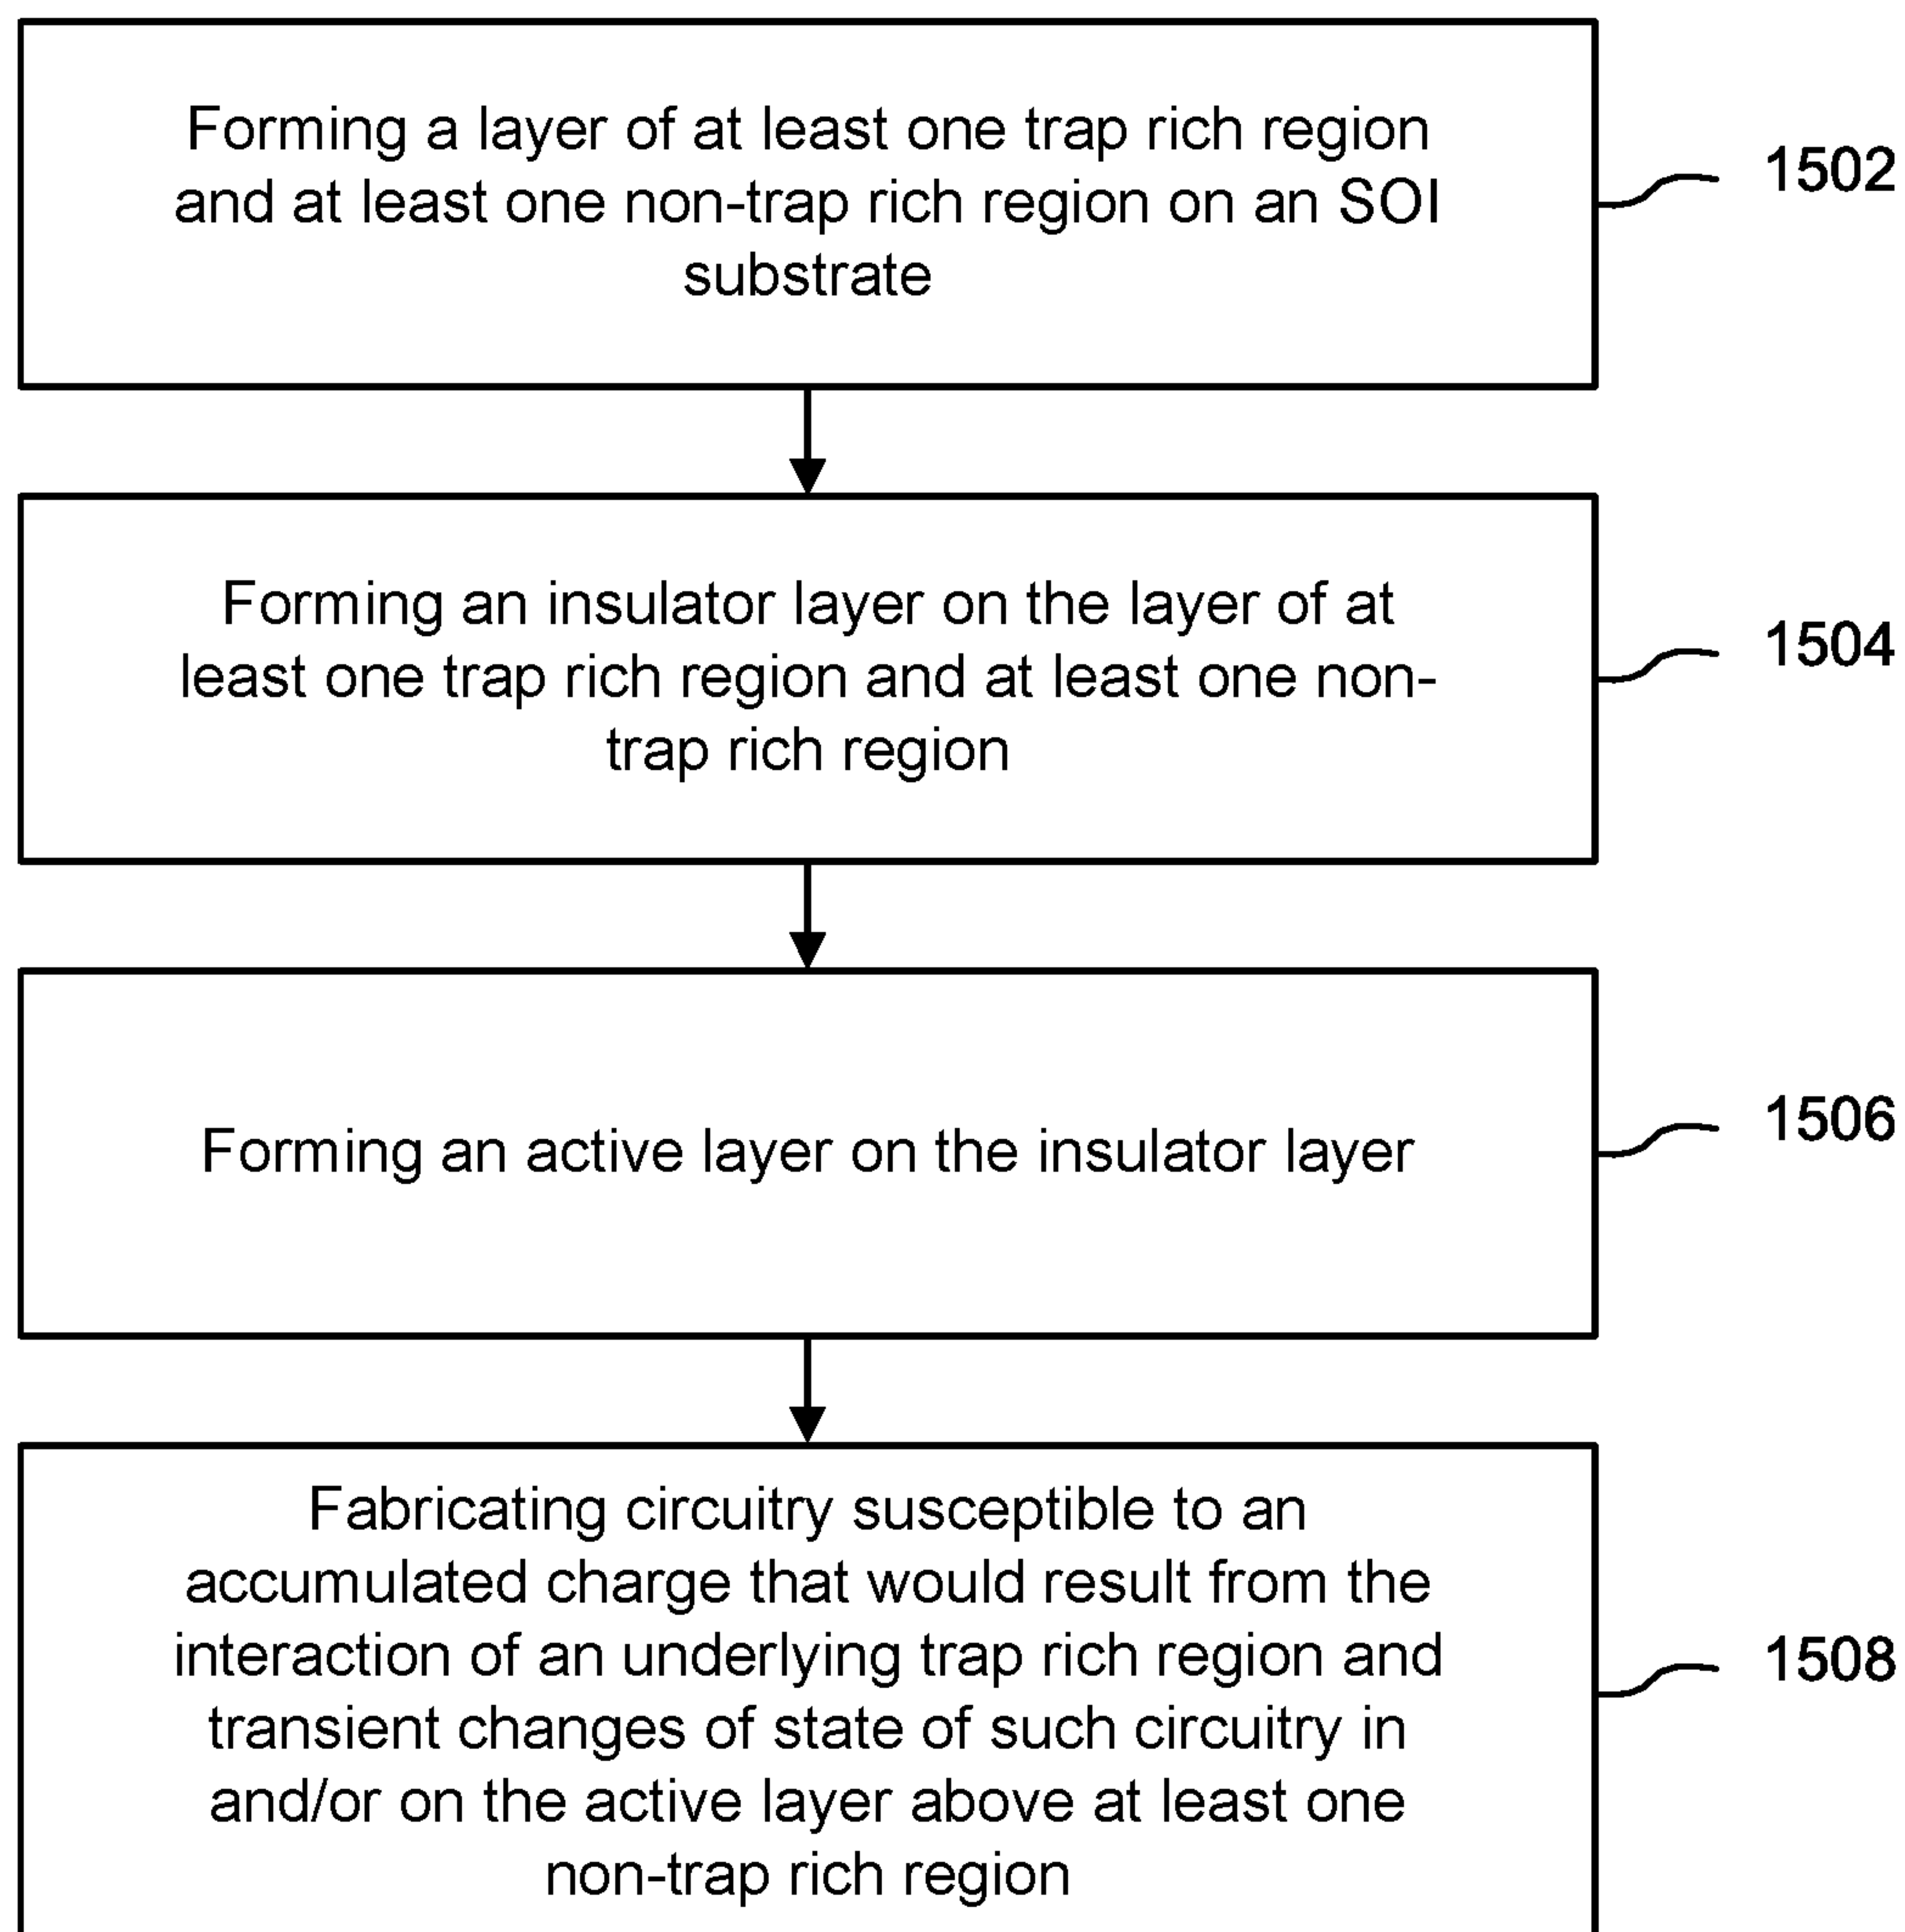 Forming a layer of at least one trap rich region
and at least one non-trap rich region on an SOI
substrate
1502
Forming an insulator layer on the layer of at
least one trap rich region and at least one non-
trap rich region
1504
Forming an active layer on the insulator layer
1506
Fabricating circuitry susceptible to an
accumulated charge that would result from the
interaction of an underlying trap rich region and
transient changes of state of such circuitry in
and/or on the active layer above at least one
non-trap rich region
1508